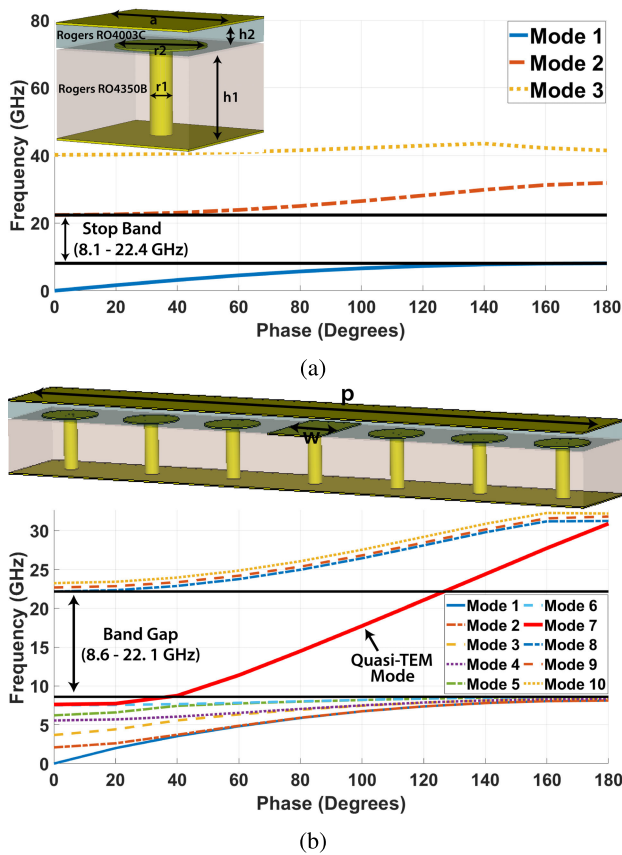 80
60
40
20
0
Frequency (GHz)
a
Rogers RO4003C
h2
r2
Rogers RO4350B
r1
h1
Mode 1
Mode 2
Mode 3
Stop Band
(8.1 - 22.4 GHz)
0 20 40 60 80 100 120 140 160 180
Phase (Degrees)
(a)
p
w
30
25
20
15
10
5
0
Frequency (GHz)
Band Gap
(8.6 - 22. 1 GHz)
Quasi-TEM
Mode
Mode 1 Mode 6
Mode 2 Mode 7
Mode 3 Mode 8
Mode 4 Mode 9
Mode 5 Mode 10
0 20 40 60 80 100 120 140 160 180
Phase (Degrees)
(b)